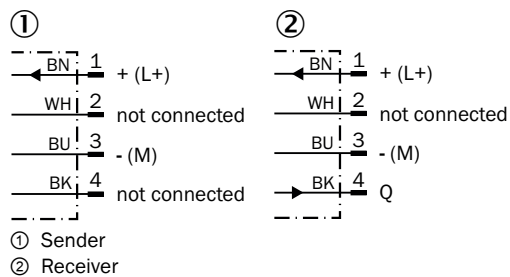 ① ②
BN 1 + (L+) BN 1 + (L+)
WH 2 not connected WH 2 not connected
BU 3 - (M) BU 3 - (M)
BK 4 not connected BK 4 Q
① Sender
② Receiver